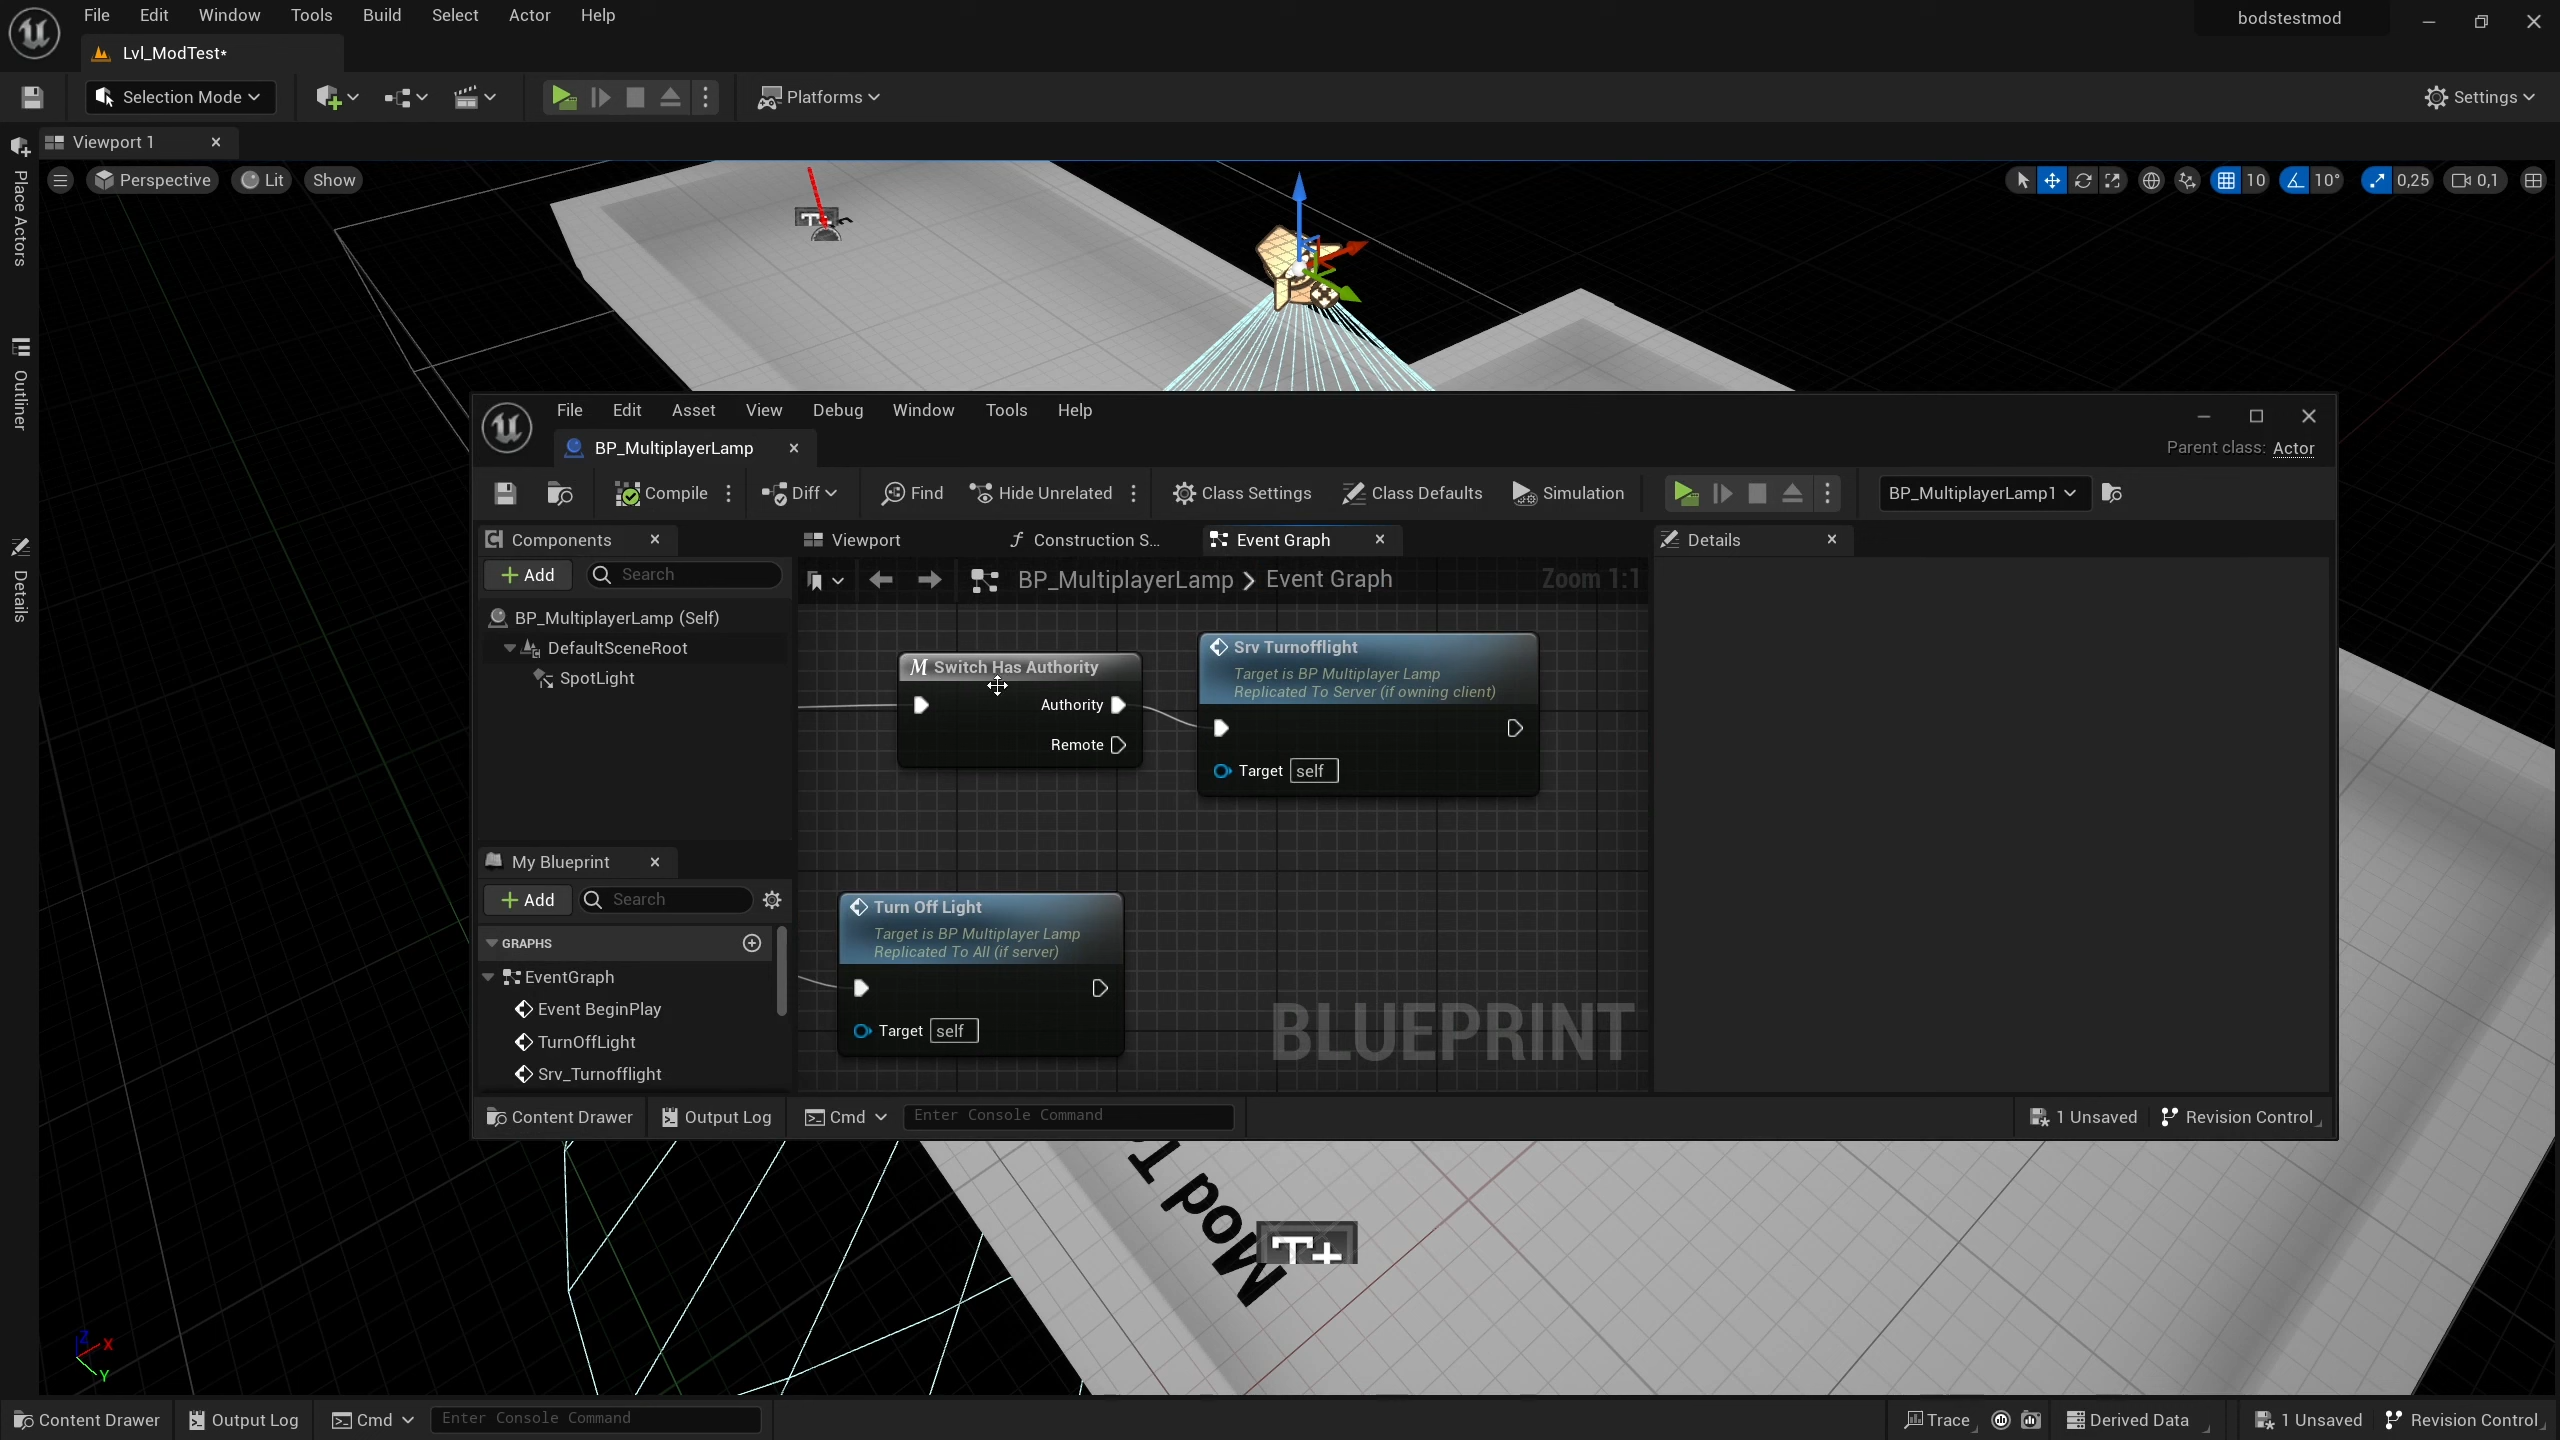 File Edit Window Tools Build Select Actor Help
bodstestmod
Lvl_ModTest*
Selection Mode
Platforms
Settings
Viewport 1
Place Actors
Outliner
Details
Perspective
Lit
Show
10
10°
0,25
0,1
File Edit Asset View Debug Window Tools Help
BP_MultiplayerLamp
Parent class: Actor
Compile
Diff
Find
Hide Unrelated
Class Settings
Class Defaults
Simulation
BP_MultiplayerLamp1
Components
+ Add
Search
BP_MultiplayerLamp (Self)
DefaultSceneRoot
SpotLight
My Blueprint
+ Add
Search
GRAPHS
EventGraph
Event BeginPlay
TurnOffLight
Srv_Turnofflight
Viewport
Construction S...
Event Graph
BP_MultiplayerLamp > Event Graph
Zoom 1:1
Switch Has Authority
Authority
Remote
Srv Turnofflight
Target is BP Multiplayer Lamp
Replicated To Server (if owning client)
Target self
Turn Off Light
Target is BP Multiplayer Lamp
Replicated To All (if server)
Target self
BLUEPRINT
Details
Content Drawer
Output Log
Cmd
Enter Console Command
1 Unsaved
Revision Control
Mod
T+
Z
X
Y
Content Drawer
Output Log
Cmd
Enter Console Command
Trace
Derived Data
1 Unsaved
Revision Control